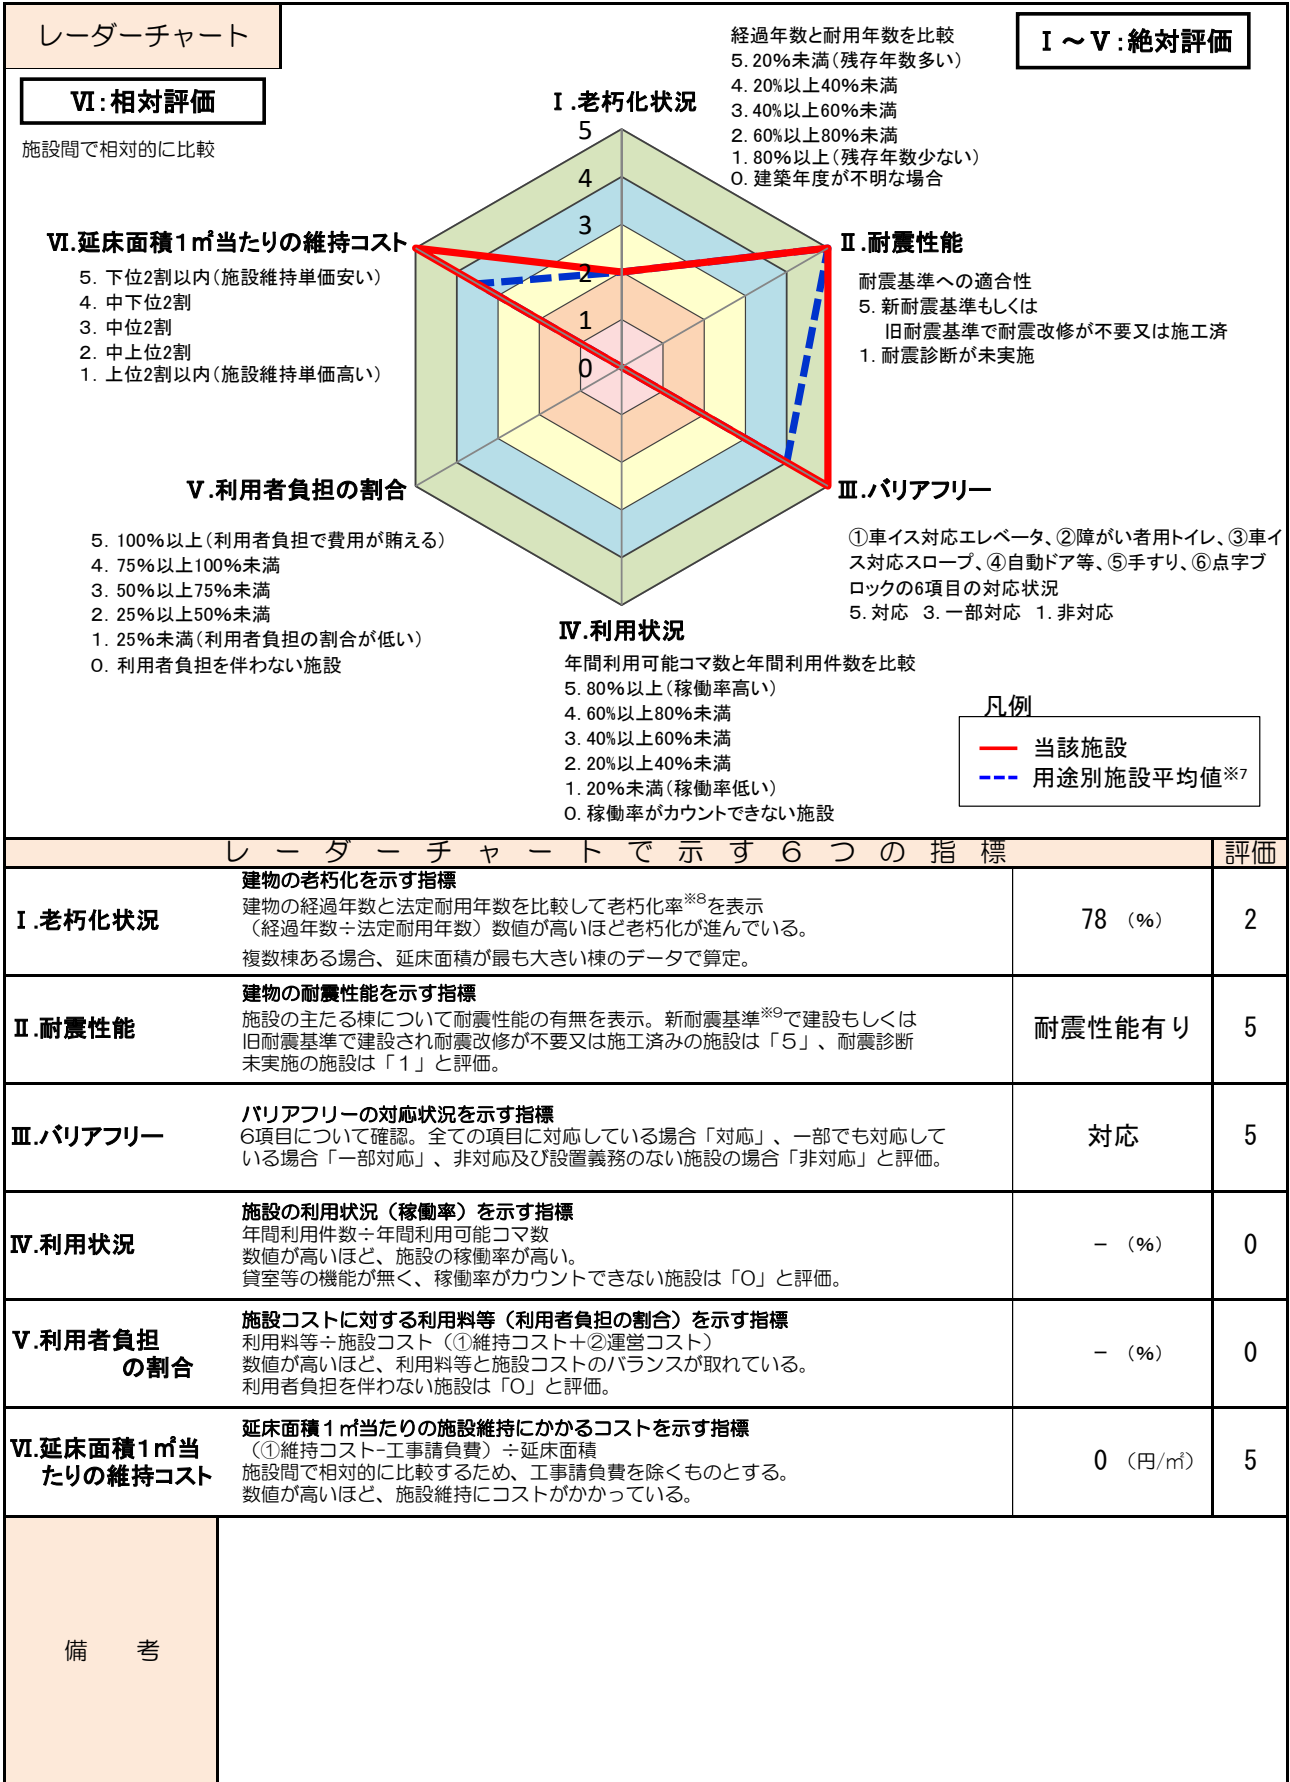 レーダーチャート
Ⅰ～Ⅴ:絶対評価
Ⅵ:相対評価
施設間で相対的に比較
経過年数と耐用年数を比較
5. 20%未満(残存年数多い)
4. 20%以上40%未満
3. 40%以上60%未満
2. 60%以上80%未満
1. 80%以上(残存年数少ない)
0. 建築年度が不明な場合
Ⅰ.老朽化状況
5
4
3
2
1
0
Ⅵ.延床面積1㎡当たりの維持コスト
5. 下位2割以内(施設維持単価安い)
4. 中下位2割
3. 中位2割
2. 中上位2割
1. 上位2割以内(施設維持単価高い)
Ⅱ.耐震性能
耐震基準への適合性
5. 新耐震基準もしくは
旧耐震基準で耐震改修が不要又は施工済
1. 耐震診断が未実施
Ⅴ.利用者負担の割合
5. 100%以上(利用者負担で費用が賄える)
4. 75%以上100%未満
3. 50%以上75%未満
2. 25%以上50%未満
1. 25%未満(利用者負担の割合が低い)
0. 利用者負担を伴わない施設
Ⅲ.バリアフリー
①車イス対応エレベータ、②障がい者用トイレ、③車イ
ス対応スロープ、④自動ドア等、⑤手すり、⑥点字ブ
ロックの6項目の対応状況
5. 対応 3. 一部対応 1. 非対応
Ⅳ.利用状況
年間利用可能コマ数と年間利用件数を比較
5. 80%以上(稼働率高い)
4. 60%以上80%未満
3. 40%以上60%未満
2. 20%以上40%未満
1. 20%未満(稼働率低い)
0. 稼働率がカウントできない施設
凡例
当該施設
用途別施設平均値※7
レーダーチャートで示す6つの指標 評価
Ⅰ.老朽化状況
建物の老朽化を示す指標
建物の経過年数と法定耐用年数を比較して老朽化率※8を表示
(経過年数÷法定耐用年数)数値が高いほど老朽化が進んでいる。
複数棟ある場合、延床面積が最も大きい棟のデータで算定。
78 (%) 2
Ⅱ.耐震性能
建物の耐震性能を示す指標
施設の主たる棟について耐震性能の有無を表示。新耐震基準※9で建設もしくは
旧耐震基準で建設され耐震改修が不要又は施工済みの施設は「5」、耐震診断
未実施の施設は「1」と評価。
耐震性能有り 5
Ⅲ.バリアフリー
バリアフリーの対応状況を示す指標
6項目について確認。全ての項目に対応している場合「対応」、一部でも対応して
いる場合「一部対応」、非対応及び設置義務のない施設の場合「非対応」と評価。
対応 5
Ⅳ.利用状況
施設の利用状況(稼働率)を示す指標
年間利用件数÷年間利用可能コマ数
数値が高いほど、施設の稼働率が高い。
貸室等の機能が無く、稼働率がカウントできない施設は「0」と評価。
- (%) 0
Ⅴ.利用者負担
の割合
施設コストに対する利用料等(利用者負担の割合)を示す指標
利用料等÷施設コスト(①維持コスト+②運営コスト)
数値が高いほど、利用料等と施設コストのバランスが取れている。
利用者負担を伴わない施設は「0」と評価。
- (%) 0
Ⅵ.延床面積1㎡当
たりの維持コスト
延床面積1㎡当たりの施設維持にかかるコストを示す指標
(①維持コスト-工事請負費)÷延床面積
施設間で相対的に比較するため、工事請負費を除くものとする。
数値が高いほど、施設維持にコストがかかっている。
0 (円/㎡) 5
備 考